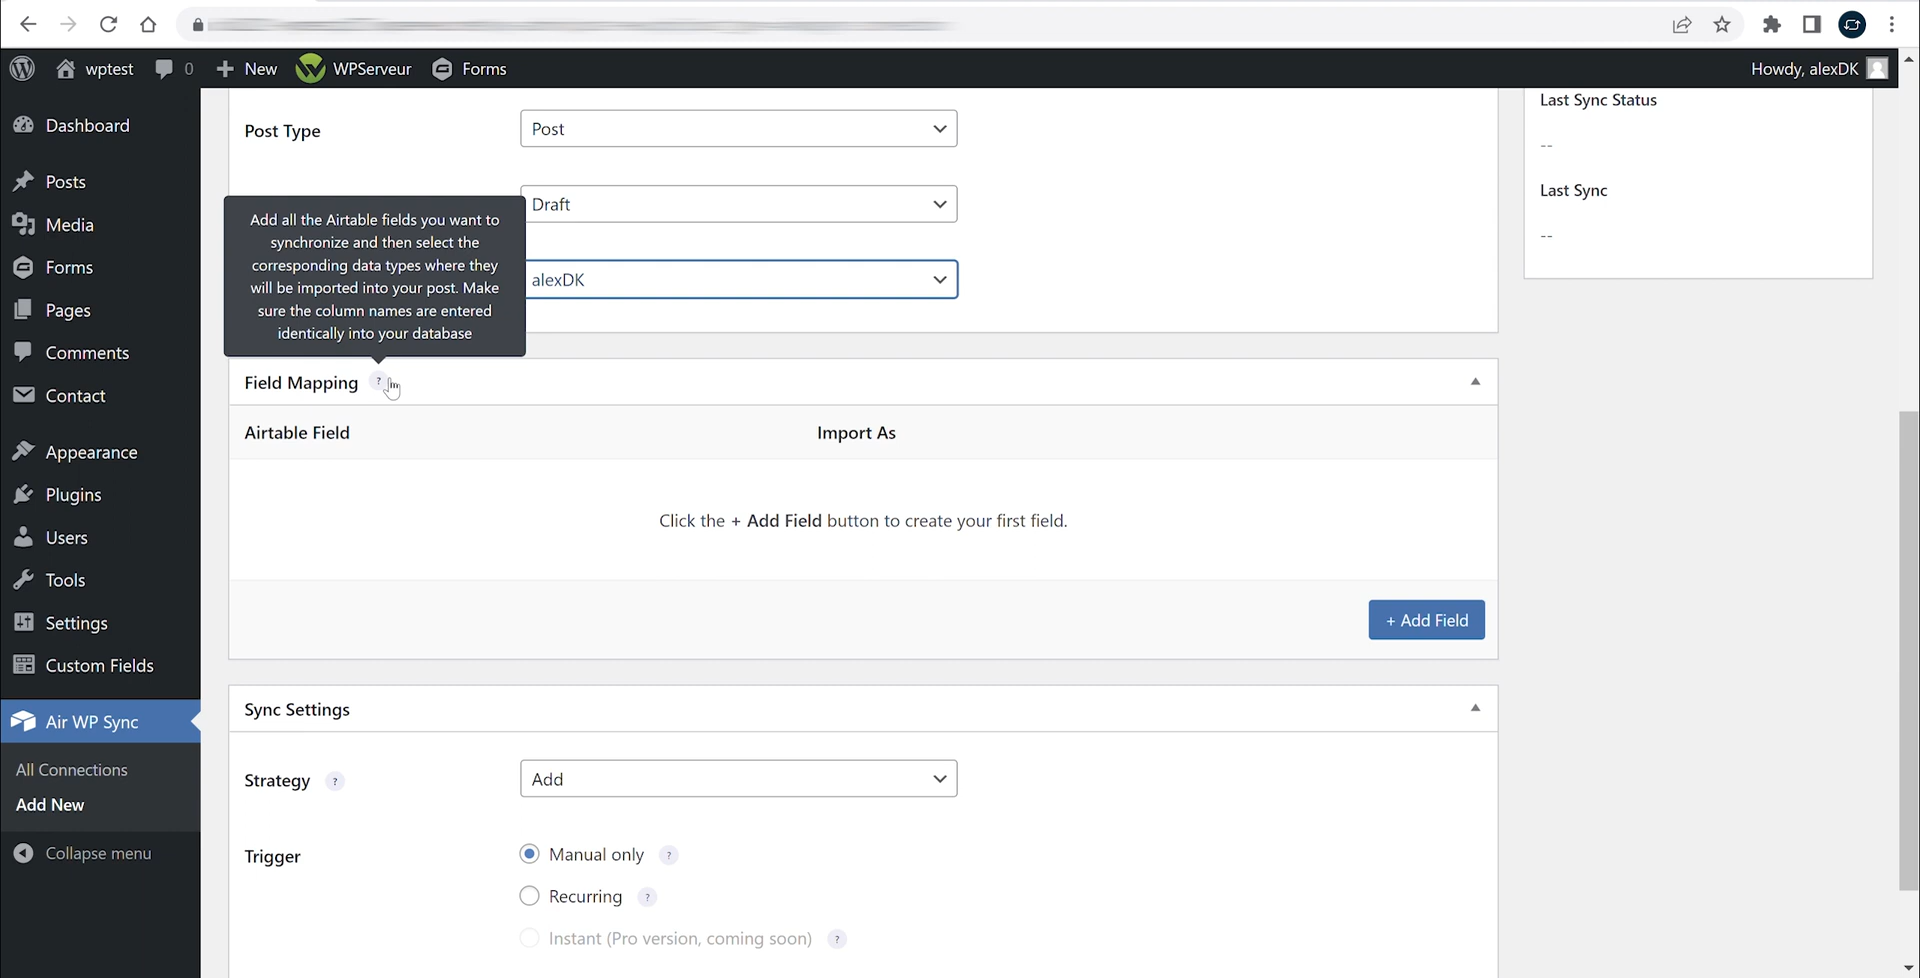 wptest
0
New
WPServeur
Forms
Howdy, alexDK
Dashboard
Posts
Media
Forms
Pages
Comments
Contact
Appearance
Plugins
Users
Tools
Settings
Custom Fields
Air WP Sync
All Connections
Add New
Collapse menu
Post Type
Post
Draft
alexDK
Add all the Airtable fields you want to
synchronize and then select the
corresponding data types where they
will be imported into your post. Make
sure the column names are entered
identically into your database
Field Mapping ?
Airtable Field
Import As
Click the + Add Field button to create your first field.
+ Add Field
Sync Settings
Strategy ?
Add
Trigger
Manual only ?
Recurring ?
Instant (Pro version, coming soon) ?
Last Sync Status
--
Last Sync
--